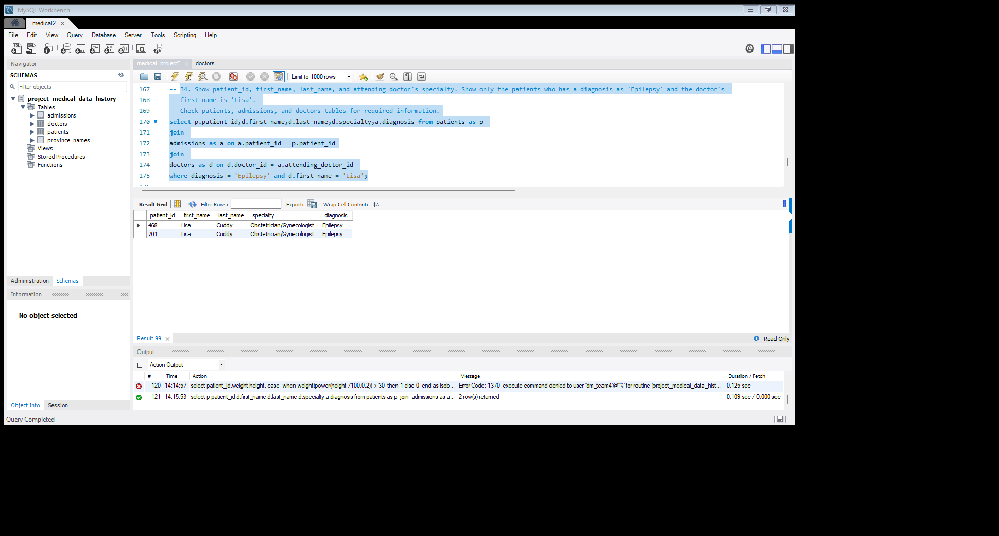 MySQL Workbench
medical2
File Edit View Query Database Server Tools Scripting Help
Navigator
SCHEMAS
Filter objects
project_medical_data_history
Tables
admissions
doctors
patients
province_names
Views
Stored Procedures
Functions
Administration Schemas
Information
No object selected
Object Info Session
medical_project* doctors
Limit to 1000 rows
167 -- 34. Show patient_id, first_name, last_name, and attending doctor's specialty. Show only the patients who has a diagnosis as 'Epilepsy' and the doctor's
168 -- first name is 'Lisa'.
169 -- Check patients, admissions, and doctors tables for required information.
170 select p.patient_id,d.first_name,d.last_name,d.specialty,a.diagnosis from patients as p
171 join
172 admissions as a on a.patient_id = p.patient_id
173 join
174 doctors as d on d.doctor_id = a.attending_doctor_id
175 where diagnosis = 'Epilepsy' and d.first_name = 'Lisa';
Result Grid Filter Rows: Export: Wrap Cell Content:
patient_id first_name last_name specialty diagnosis
468 Lisa Cuddy Obstetrician/Gynecologist Epilepsy
701 Lisa Cuddy Obstetrician/Gynecologist Epilepsy
Result 99 Read Only
Output
Action Output
# Time Action Message Duration / Fetch
120 14:14:57 select patient_id,weight,height, case when weight(power(height /100.0,2)) > 30 then 1 else 0 end as isob... Error Code: 1370. execute command denied to user 'dm_team4'@'%' for routine 'project_medical_data_hist... 0.125 sec
121 14:15:53 select p.patient_id,d.first_name,d.last_name,d.specialty,a.diagnosis from patients as p join admissions as a... 2 row(s) returned 0.109 sec / 0.000 sec
Query Completed